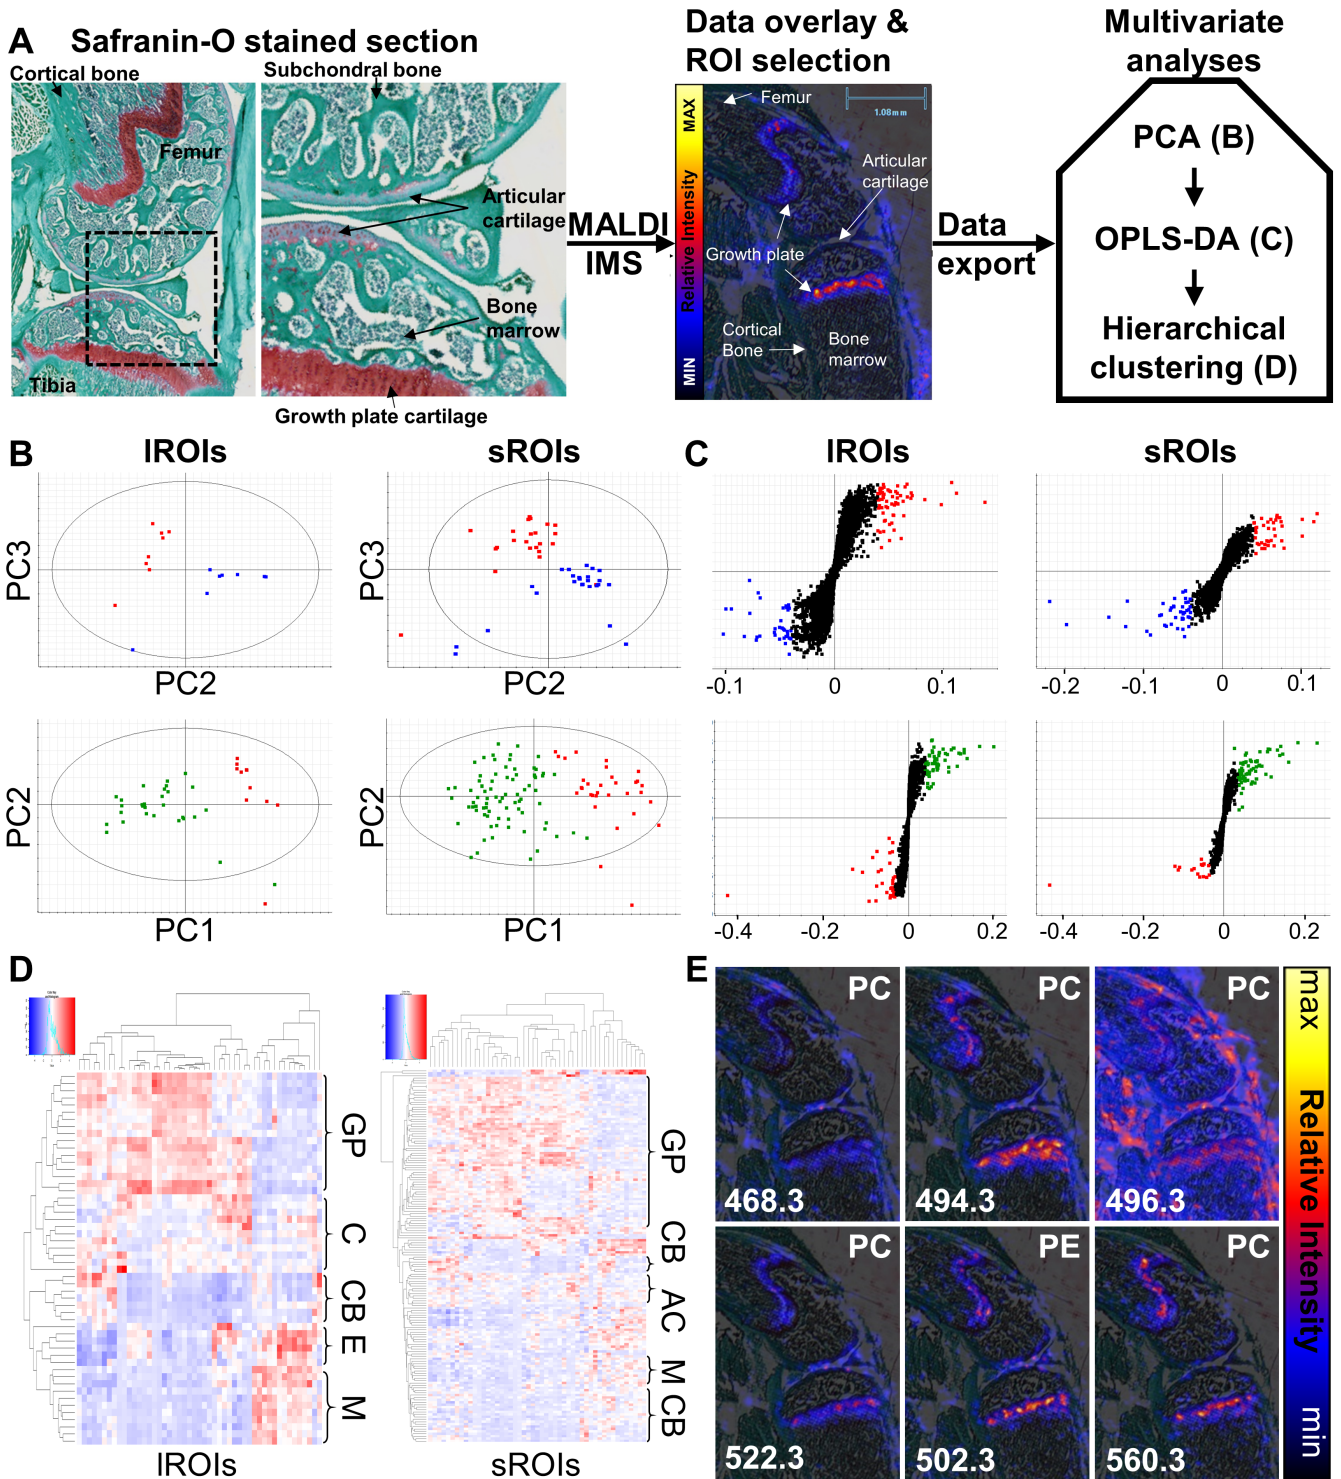 A
Safranin-O stained section
Cortical bone
Subchondral bone
Femur
Articular
cartilage
Bone
marrow
Tibia
Growth plate cartilage
MALDI
IMS
Data overlay &
ROI selection
MAX
Relative Intensity
MIN
Femur
1.08mm
Articular
cartilage
Growth plate
Cortical
Bone
Bone
marrow
Data
export
Multivariate
analyses
PCA (B)
OPLS-DA (C)
Hierarchical
clustering (D)
B
lROIs
sROIs
PC3
PC2
PC3
PC2
PC2
PC1
PC2
PC1
C
lROIs
sROIs
-0.1 0 0.1
-0.2 -0.1 0 0.1
-0.4 -0.2 0 0.2
-0.4 -0.2 0 0.2
D
GP
C
CB
E
M
lROIs
GP
CB
AC
M
CB
sROIs
E
PC
468.3
PC
494.3
PC
496.3
PC
522.3
PE
502.3
PC
560.3
max
Relative Intensity
min